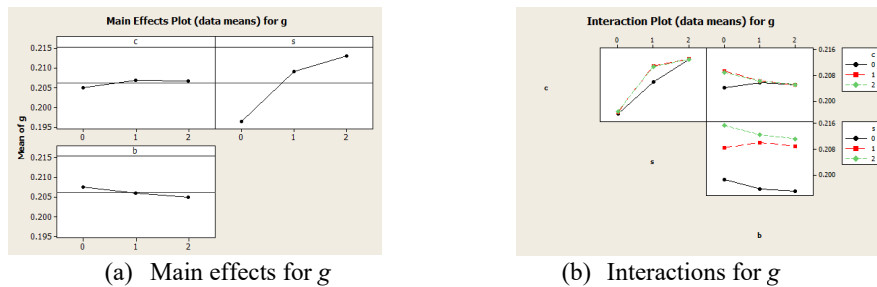 Main Effects Plot (data means) for g
c
s
0.215
0.210
0.205
0.200
0.195
0 1 2
Mean of g
b
0.215
0.210
0.205
0.200
0.195
0 1 2
(a) Main effects for g
Interaction Plot (data means) for g
0 1 2 0 1 2
c
0.216
0.208
0.200
c
0
1
2
s
0.216
0.208
0.200
s
0
1
2
b
(b) Interactions for g